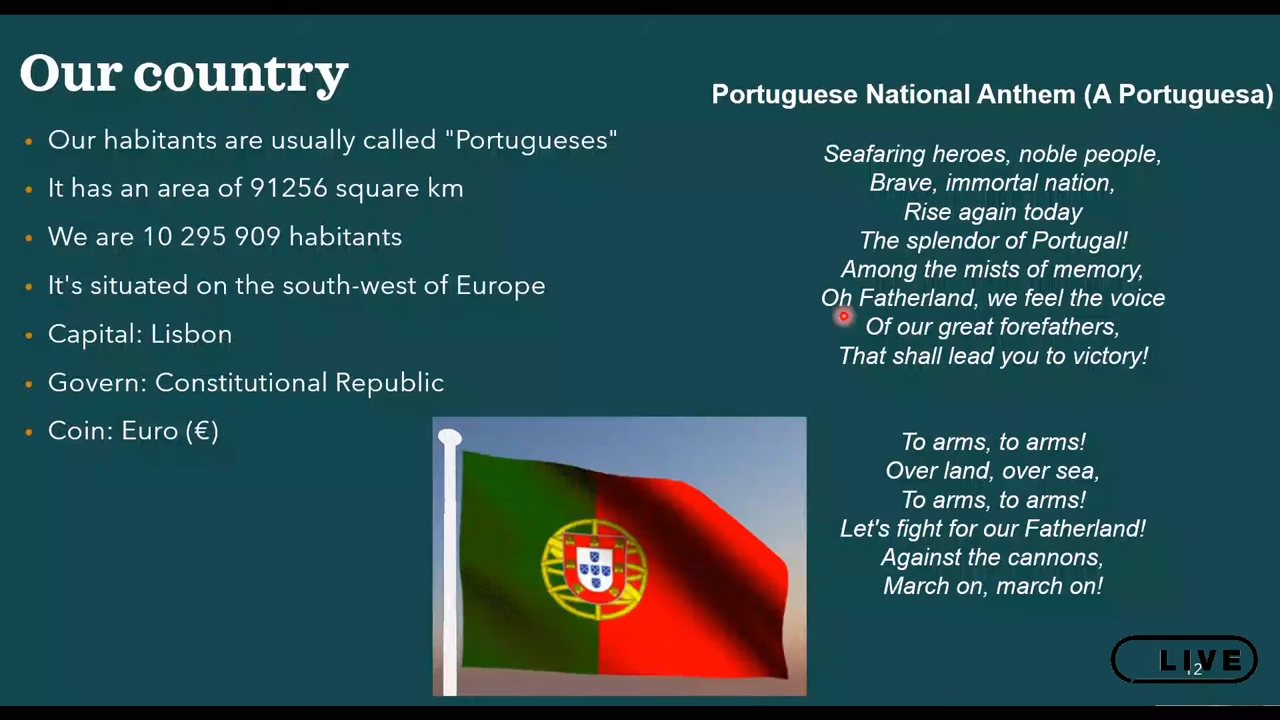 Our country
Our habitants are usually called "Portugueses"
It has an area of 91256 square km
We are 10 295 909 habitants
It's situated on the south-west of Europe
Capital: Lisbon
Govern: Constitutional Republic
Coin: Euro (€)
Portuguese National Anthem (A Portuguesa)
Seafaring heroes, noble people,
Brave, immortal nation,
Rise again today
The splendor of Portugal!
Among the mists of memory,
Oh Fatherland, we feel the voice
Of our great forefathers,
That shall lead you to victory!
To arms, to arms!
Over land, over sea,
To arms, to arms!
Let's fight for our Fatherland!
Against the cannons,
March on, march on!
LIVE
12